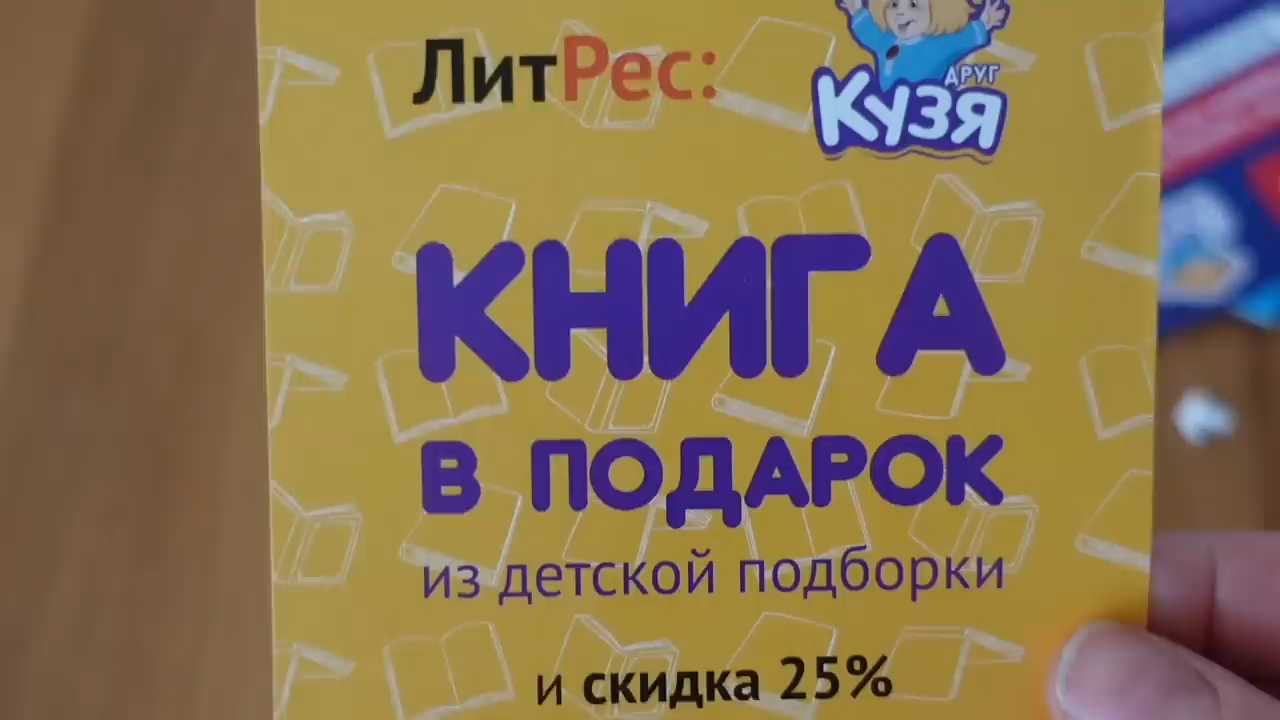 ЛитРес:
ДРУГ
КУЗЯ
КНИГА
В ПОДАРОК
из детской подборки
и скидка 25%